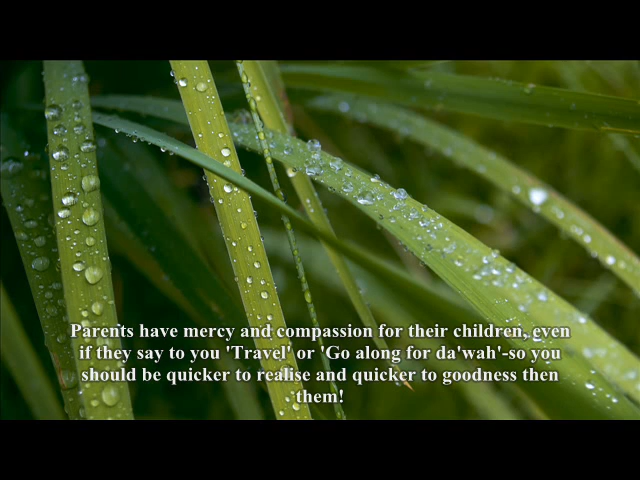 Parents have mercy and compassion for their children, even
if they say to you 'Travel' or 'Go along for da'wah'-so you
should be quicker to realise and quicker to goodness then
them!